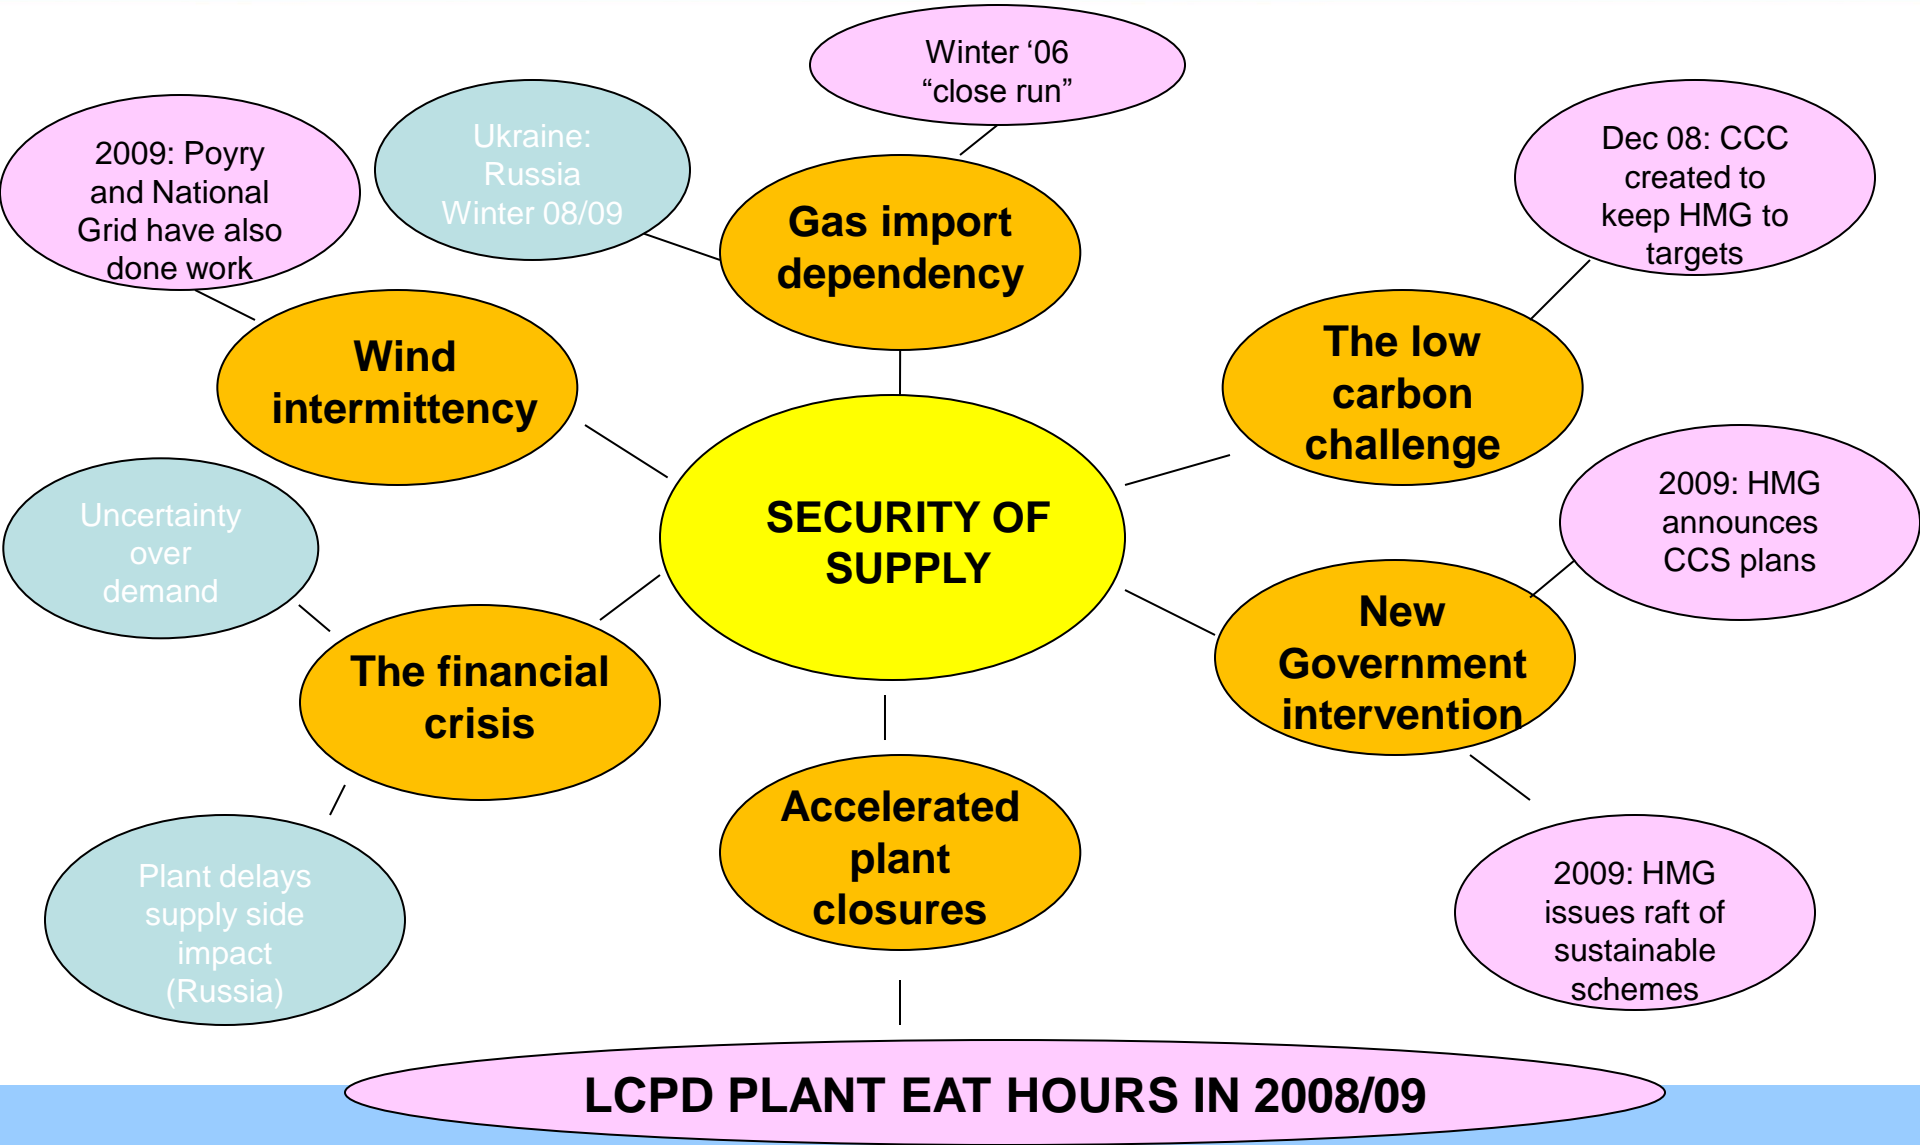 Winter ‘06
“close run”
Ukraine:
Russia
Winter 08/09
2009: Poyry
and National
Grid have also
done work
Dec 08: CCC
created to
keep HMG to
targets
Gas import
dependency
Wind
intermittency
The low
carbon
challenge
Uncertainty
over
demand
SECURITY OF
SUPPLY
2009: HMG
announces
CCS plans
The financial
crisis
New
Government
intervention
Accelerated
plant
closures
Plant delays
supply side
impact
(Russia)
2009: HMG
issues raft of
sustainable
schemes
LCPD PLANT EAT HOURS IN 2008/09